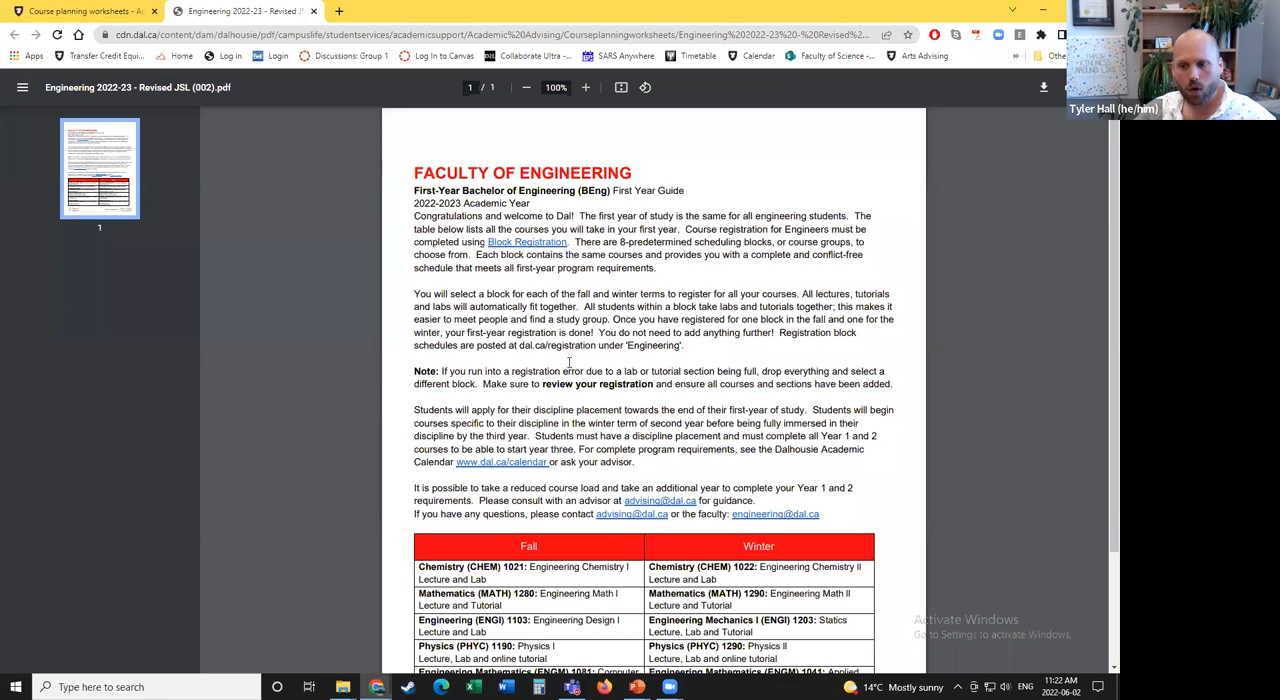 Course planning worksheets - Ac
Engineering 2022-23 - Revised JS
cdn.dal.ca/content/dam/dalhousie/pdf/campuslife/studentservices/academicsupport/Academic%20Advising/Courseplanningworksheets/Engineering%202022-23%20-%20Revised...
Apps
Transfer Credit Equi...
Home
Log in
Login
Discussions: Group 1
Log In to Canvas
Collaborate Ultra -...
SARS Anywhere
Timetable
Calendar
Faculty of Science -...
Arts Advising
»
Othe
Engineering 2022-23 - Revised JSL (002).pdf
1 / 1
100%
Tyler Hall (he/him)
1
FACULTY OF ENGINEERING
First-Year Bachelor of Engineering (BEng) First Year Guide
2022-2023 Academic Year
Congratulations and welcome to Dal! The first year of study is the same for all engineering students. The
table below lists all the courses you will take in your first year. Course registration for Engineers must be
completed using Block Registration. There are 8-predetermined scheduling blocks, or course groups, to
choose from. Each block contains the same courses and provides you with a complete and conflict-free
schedule that meets all first-year program requirements.
You will select a block for each of the fall and winter terms to register for all your courses. All lectures, tutorials
and labs will automatically fit together. All students within a block take labs and tutorials together; this makes it
easier to meet people and find a study group. Once you have registered for one block in the fall and one for the
winter, your first-year registration is done! You do not need to add anything further! Registration block
schedules are posted at dal.ca/registration under 'Engineering'.
Note: If you run into a registration error due to a lab or tutorial section being full, drop everything and select a
different block. Make sure to review your registration and ensure all courses and sections have been added.
Students will apply for their discipline placement towards the end of their first-year of study. Students will begin
courses specific to their discipline in the winter term of second year before being fully immersed in their
discipline by the third year. Students must have a discipline placement and must complete all Year 1 and 2
courses to be able to start year three. For complete program requirements, see the Dalhousie Academic
Calendar www.dal.ca/calendar or ask your advisor.
It is possible to take a reduced course load and take an additional year to complete your Year 1 and 2
requirements. Please consult with an advisor at advising@dal.ca for guidance.
If you have any questions, please contact advising@dal.ca or the faculty: engineering@dal.ca
Fall Winter
Chemistry (CHEM) 1021: Engineering Chemistry I Chemistry (CHEM) 1022: Engineering Chemistry II
Lecture and Lab Lecture and Lab
Mathematics (MATH) 1280: Engineering Math I Mathematics (MATH) 1290: Engineering Math II
Lecture and Tutorial Lecture and Tutorial
Engineering (ENGI) 1103: Engineering Design I Engineering Mechanics I (ENGI) 1203: Statics
Lecture and Lab Lecture, Lab and Tutorial
Physics (PHYC) 1190: Physics I Physics (PHYC) 1290: Physics II
Lecture, Lab and online tutorial Lecture, Lab and online tutorial
Engineering Mathematics (ENGM) 1081: Computer Engineering Mathematics (ENGM) 1041: Applied
Activate Windows
Go to Settings to activate Windows.
Type here to search
14°C Mostly sunny
ENG
11:22 AM
2022-06-02